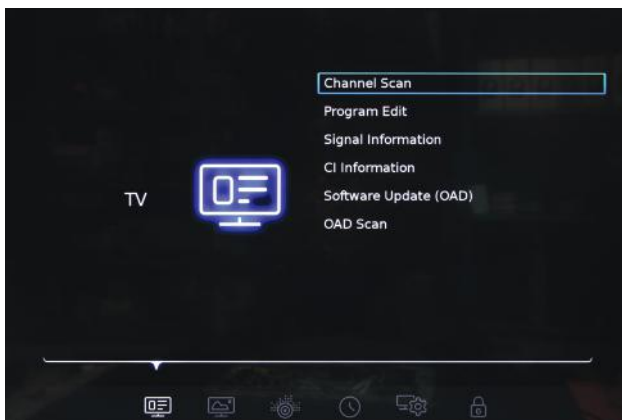 TV
Channel Scan
Program Edit
Signal Information
CI Information
Software Update (OAD)
OAD Scan